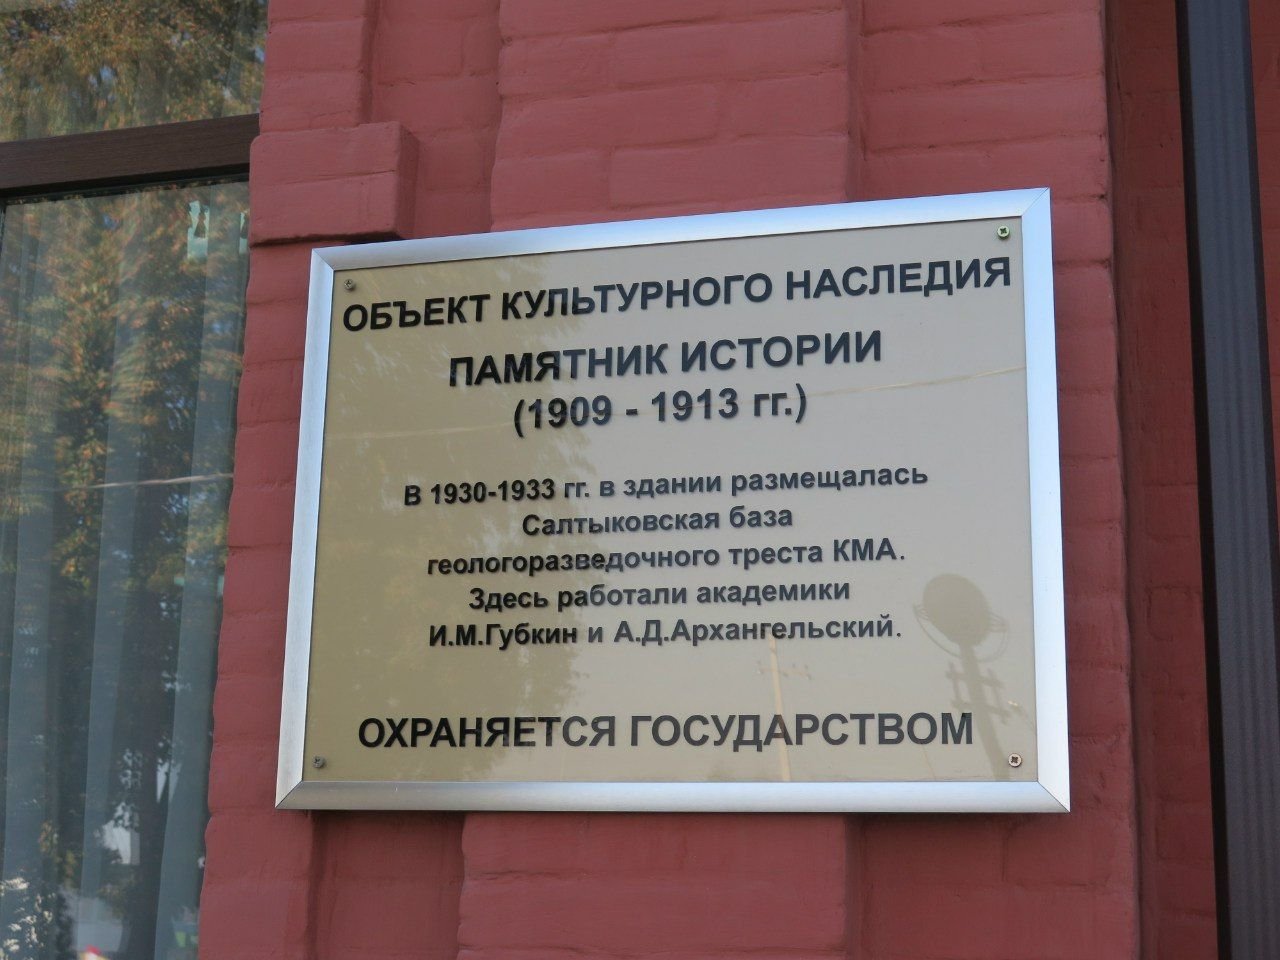 ОБЪЕКТ КУЛЬТУРНОГО НАСЛЕДИЯ
ПАМЯТНИК ИСТОРИИ
(1909 - 1913 гг.)
В 1930-1933 гг. в здании размещалась
Салтыковская база
геологоразведочного треста КМА.
Здесь работали академики
И.М.Губкин и А.Д.Архангельский.
ОХРАНЯЕТСЯ ГОСУДАРСТВОМ